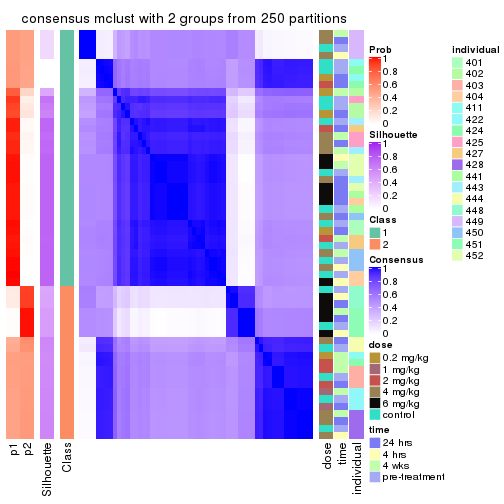 consensus mclust with 2 groups from 250 partitions
p1
p2
Silhouette
Class
dose
time
individual
Prob
1
0.8
0.6
0.4
0.2
0
Silhouette
1
0.8
0.6
0.4
0.2
0
Class
1
2
Consensus
1
0.8
0.6
0.4
0.2
0
dose
0.2 mg/kg
1 mg/kg
2 mg/kg
4 mg/kg
6 mg/kg
control
time
24 hrs
4 hrs
4 wks
pre-treatment
individual
401
402
403
404
411
422
424
425
427
428
441
443
444
448
449
450
451
452